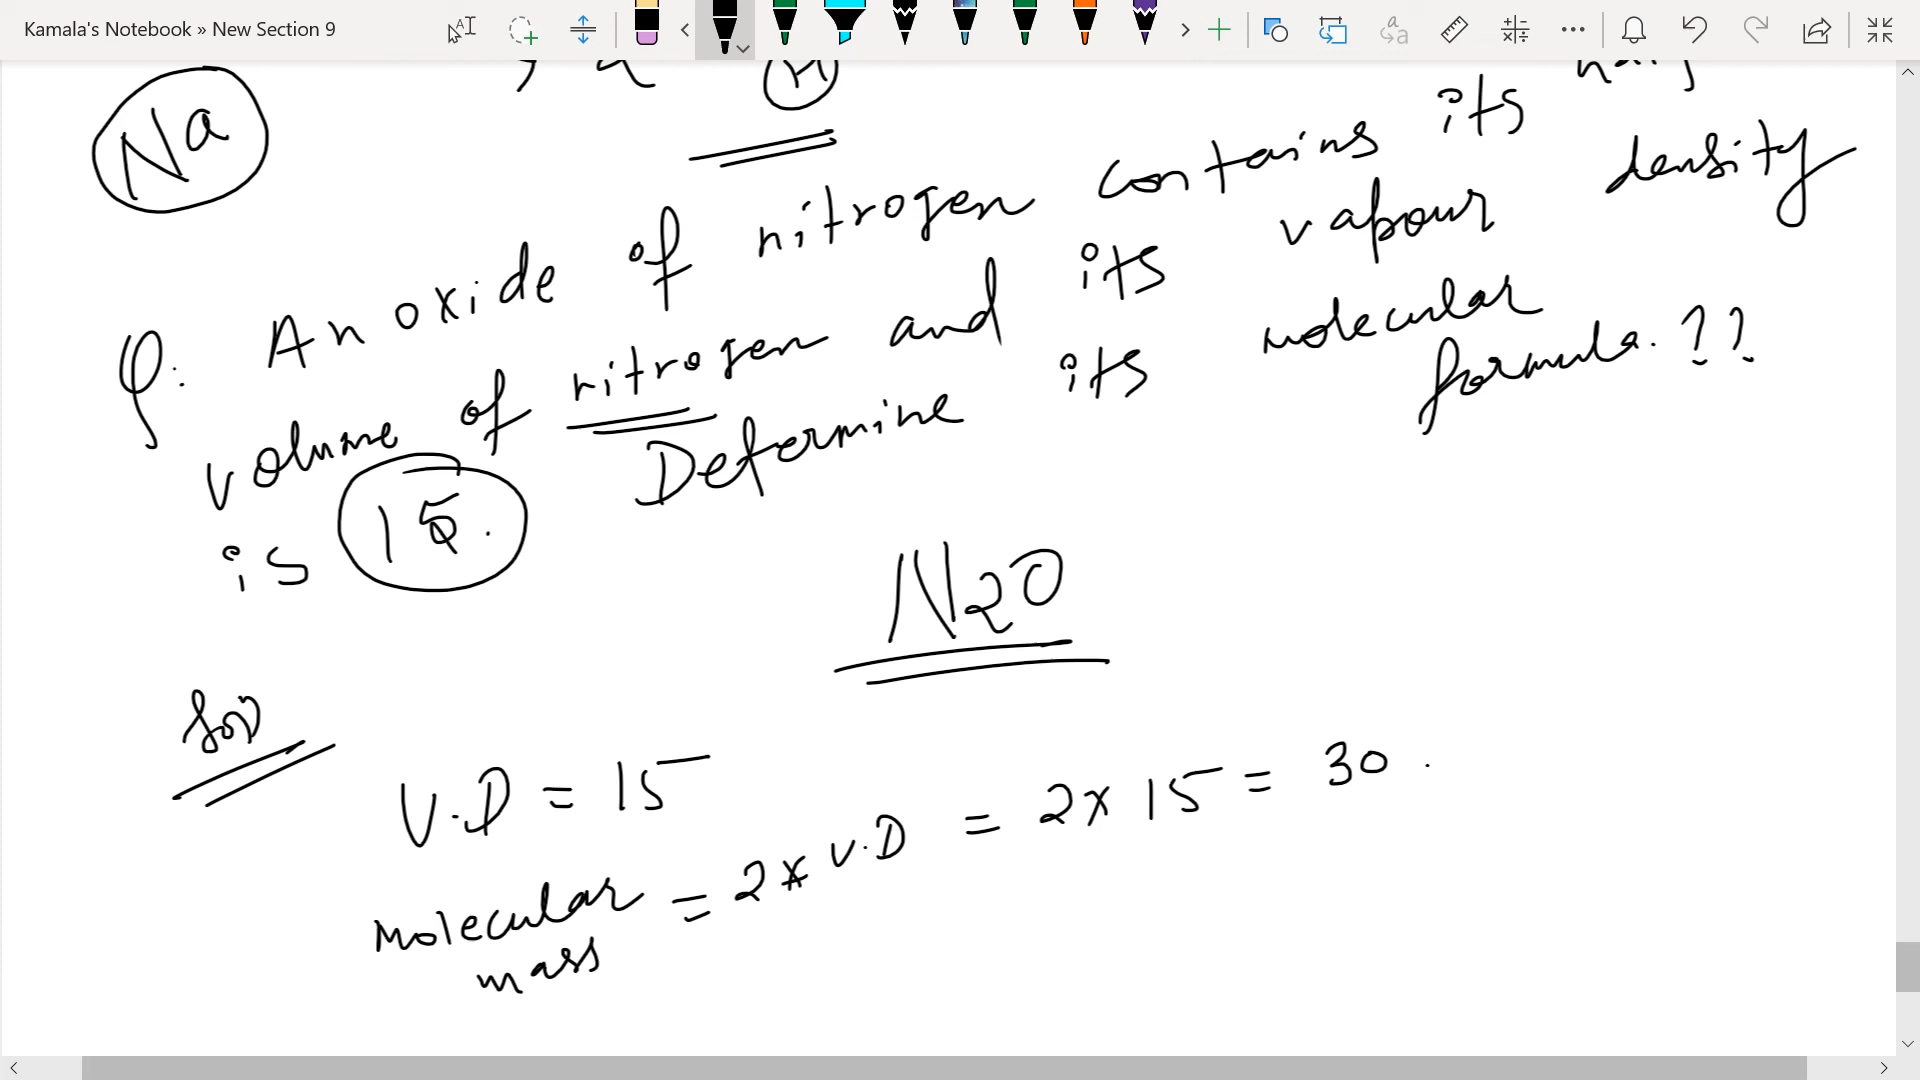 Kamala's Notebook » New Section 9
Na
H
Q: An oxide of nitrogen contains its half
volume of nitrogen and its vapour density
is 15. Determine its molecular
formula. ??
N2O
Soln
V.D = 15
Molecular mass = 2 x V.D = 2 x 15 = 30.